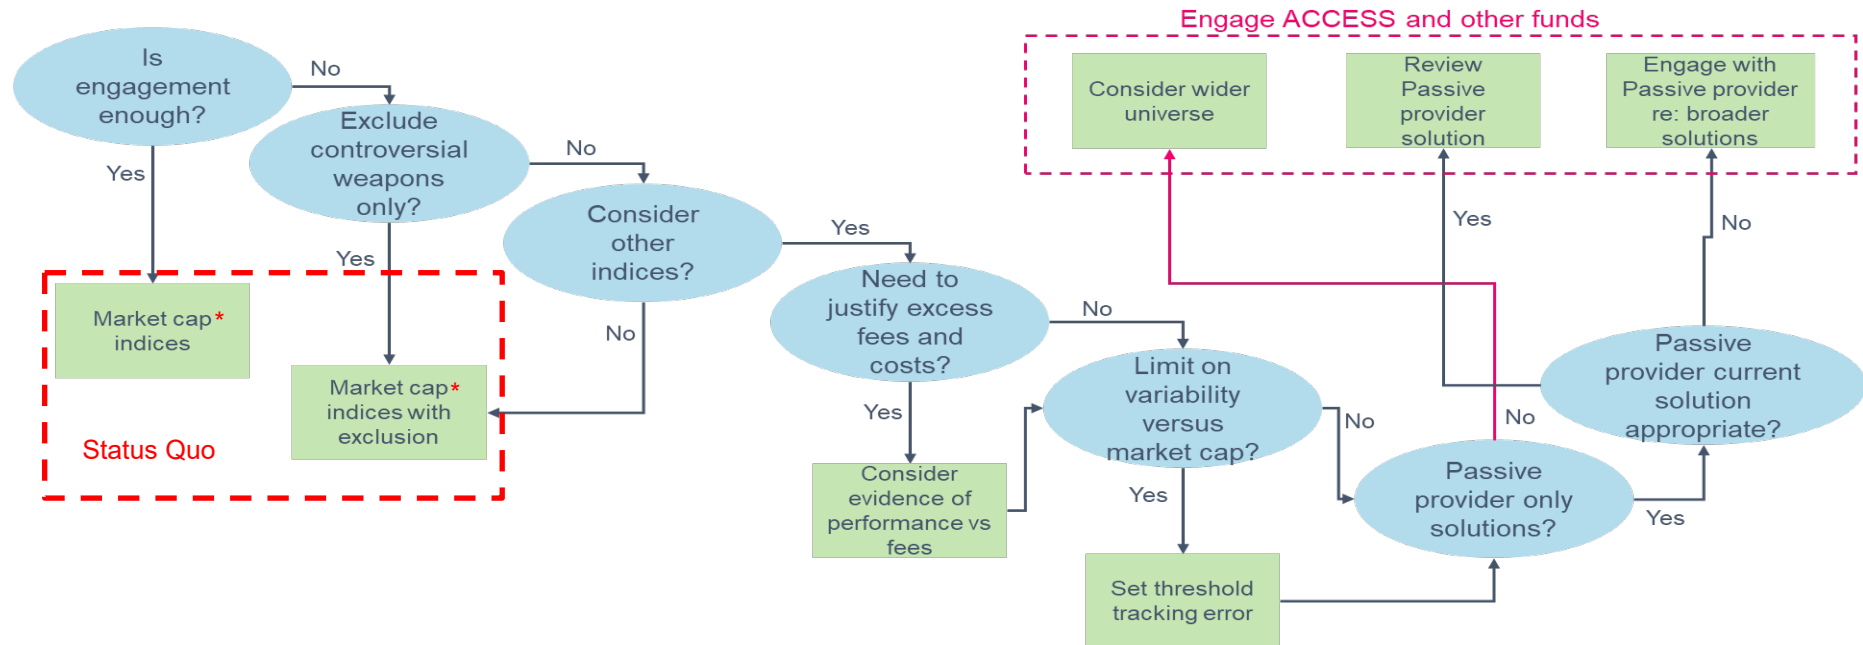 Engage ACCESS and other funds
Is
engagement
enough?
No
Yes
Exclude
controversial
weapons
only?
No
Yes
Consider
other
indices?
Yes
No
Market cap*
indices
Market cap*
indices with
exclusion
Status Quo
Need to
justify excess
fees and
costs?
No
Yes
Consider
evidence of
performance vs
fees
Limit on
variability
versus
market cap?
No
Yes
Set threshold
tracking error
Passive
provider only
solutions?
No
Yes
Passive
provider current
solution
appropriate?
Yes
No
Consider wider
universe
Review
Passive
provider
solution
Engage with
Passive provider
re: broader
solutions